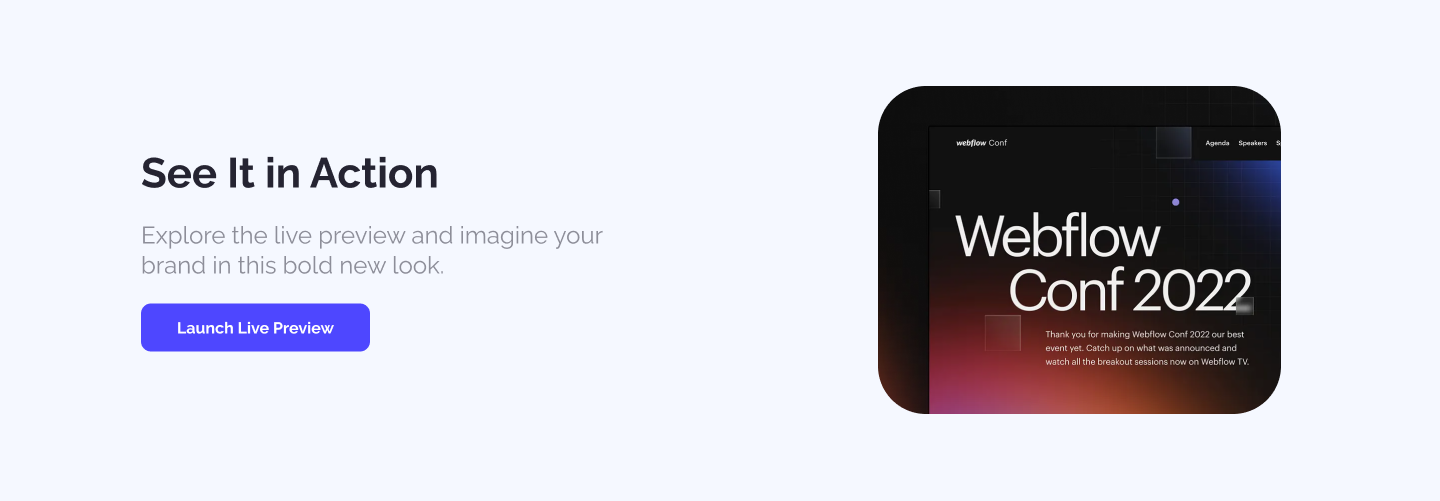 See It in Action
Explore the live preview and imagine your
brand in this bold new look.
Launch Live Preview
webflow Conf
Agenda Speakers
Webflow
Conf 2022
Thank you for making Webflow Conf 2022 our best
event yet. Catch up on what was announced and
watch all the breakout sessions now on Webflow TV.